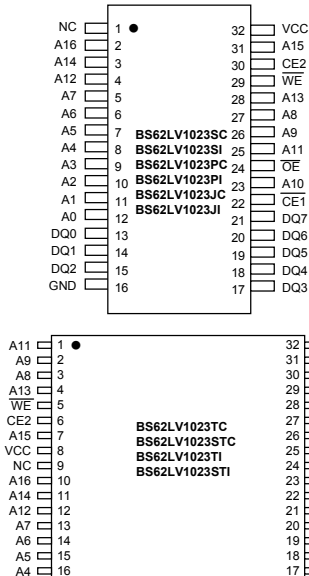 NC 1 32 VCC
A16 2 31 A15
A14 3 30 CE2
A12 4 29 WE
A7 5 28 A13
A6 6 27 A8
A5 7 BS62LV1023SC 26 A9
A4 8 BS62LV1023SI 25 A11
A3 9 BS62LV1023PC 24 OE
A2 10 BS62LV1023PI 23 A10
A1 11 BS62LV1023JC 22 CE1
A0 12 BS62LV1023JI 21 DQ7
DQ0 13 20 DQ6
DQ1 14 19 DQ5
DQ2 15 18 DQ4
GND 16 17 DQ3
A11 1 32
A9 2 31
A8 3 30
A13 4 29
WE 5 28
CE2 6 27
A15 7 BS62LV1023TC 26
VCC 8 BS62LV1023STC 25
NC 9 BS62LV1023TI 24
A16 10 BS62LV1023STI 23
A14 11 22
A12 12 21
A7 13 20
A6 14 19
A5 15 18
A4 16 17